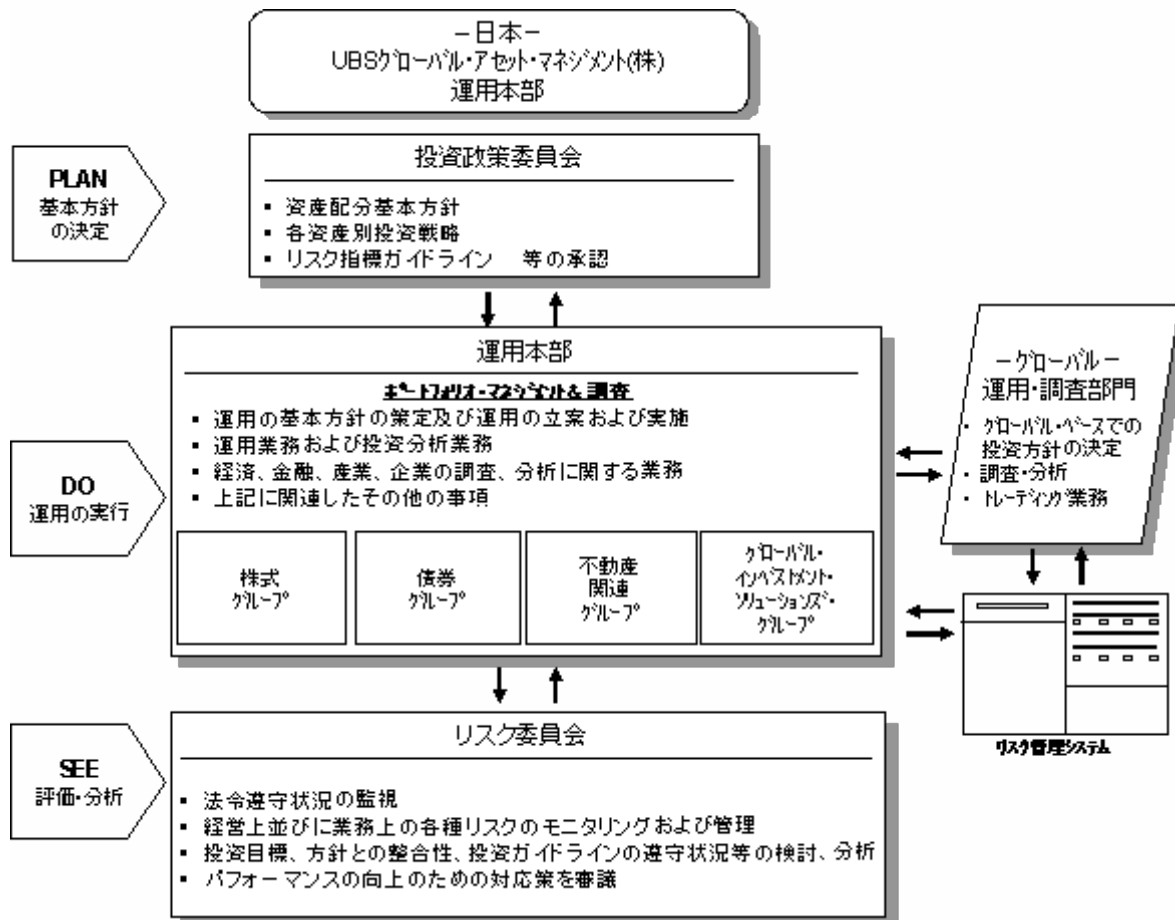 －日本－
UBSグローバル・アセット・マネジメント(株)
運用本部
PLAN
基本方針
の決定
投資政策委員会
▪ 資産配分基本方針
▪ 各資産別投資戦略
▪ リスク指標ガイドライン　等の承認
DO
運用の実行
運用本部
ポートフォリオ・マネジメント&調査
▪ 運用の基本方針の策定及び運用の立案および実施
▪ 運用業務および投資分析業務
▪ 経済、金融、産業、企業の調査、分析に関する業務
▪ 上記に関連したその他の事項
株式
グループ
債券
グループ
不動産
関連
グループ
グローバル・
インベストメント・
ソリューションズ・
グループ
－グローバル－
運用・調査部門
・ グローバル・ベースでの
投資方針の決定
・ 調査・分析
・ トレーディング業務
リスク管理システム
SEE
評価・分析
リスク委員会
▪ 法令遵守状況の監視
▪ 経営上並びに業務上の各種リスクのモニタリングおよび管理
▪ 投資目標、方針との整合性、投資ガイドラインの遵守状況等の検討、分析
▪ パフォーマンスの向上のための対応策を審議